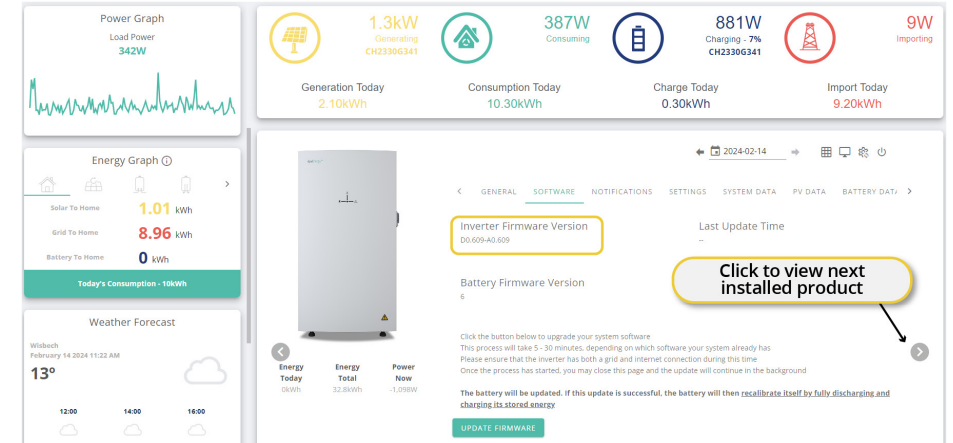 Power Graph
Load Power
342W
Energy Graph
Solar To Home 1.01 kWh
Grid To Home 8.96 kWh
Battery To Home 0 kWh
Today's Consumption - 10kWh
Weather Forecast
Wisbech
February 14 2024 11:22 AM
13°
12:00 14:00 16:00
1.3kW
Generating
CH2330G341
Generation Today
2.10kWh
387W
Consuming
Consumption Today
10.30kWh
881W
Charging - 7%
CH2330G341
Charge Today
0.30kWh
9W
Importing
Import Today
9.20kWh
2024-02-14
GENERAL SOFTWARE NOTIFICATIONS SETTINGS SYSTEM DATA PV DATA BATTERY DATA
Inverter Firmware Version
D0.609-A0.609
Last Update Time
--
Battery Firmware Version
6
Click to view next
installed product
Click the button below to upgrade your system software
This process will take 5 - 30 minutes, depending on which software your system already has
Please ensure that the inverter has both a grid and internet connection during this time
Once the process has started, you may close this page and the update will continue in the background
The battery will be updated. If this update is successful, the battery will then recalibrate itself by fully discharging and
charging its stored energy
UPDATE FIRMWARE
Energy
Today
0kWh
Energy
Total
32.8kWh
Power
Now
-1,098W